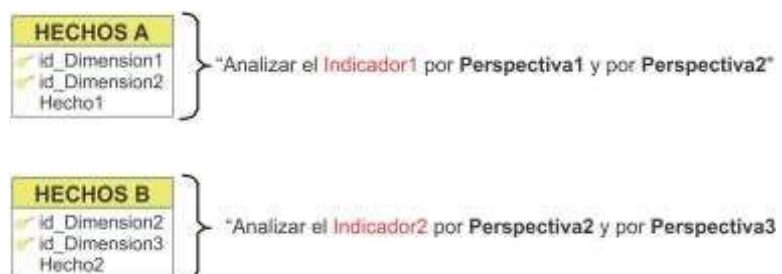 HECHOS A
id_Dimension1
id_Dimension2
Hecho1
"Analizar el Indicador1 por Perspectiva1 y por Perspectiva2"
HECHOS B
id_Dimension2
id_Dimension3
Hecho2
"Analizar el Indicador2 por Perspectiva2 y por Perspectiva3